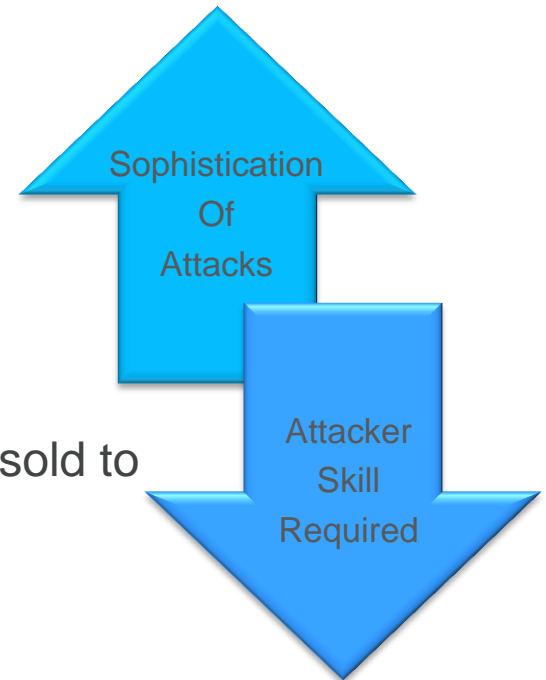 Sophistication
Of
Attacks
sold to
Attacker
Skill
Required